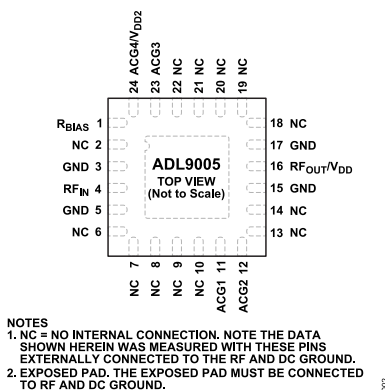 24 ACG4/VDD2
23 ACG3
22 NC
21 NC
20 NC
19 NC
RBIAS 1
NC 2
GND 3
RFIN 4
GND 5
NC 6
ADL9005
TOP VIEW
(Not to Scale)
18 NC
17 GND
16 RFOUT/VDD
15 GND
14 NC
13 NC
NC 7
NC 8
NC 9
NC 10
ACG1 11
ACG2 12
NOTES
1. NC = NO INTERNAL CONNECTION. NOTE THE DATA
SHOWN HEREIN WAS MEASURED WITH THESE PINS
EXTERNALLY CONNECTED TO THE RF AND DC GROUND.
2. EXPOSED PAD. THE EXPOSED PAD MUST BE CONNECTED
TO RF AND DC GROUND.